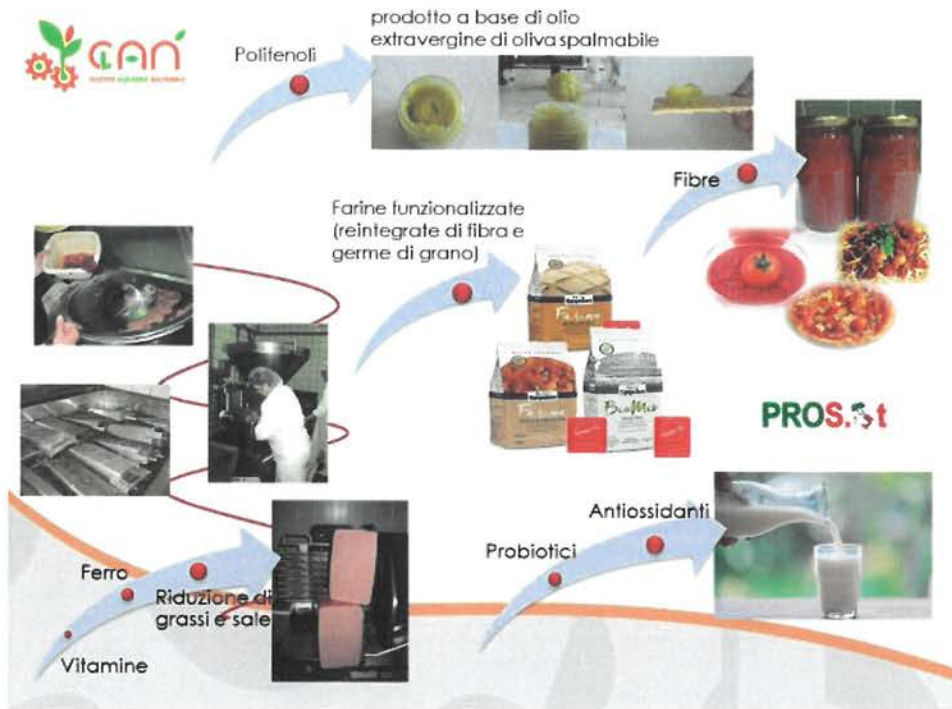 CLAN
Polifenoli
prodotto a base di olio
extravergine di oliva spalmabile
Fibre
Farine funzionalizzate
(reintegrate di fibra e
germe di grano)
PROS.it
Antiossidanti
Probiotici
Ferro
Riduzione di
grassi e sale
Vitamine